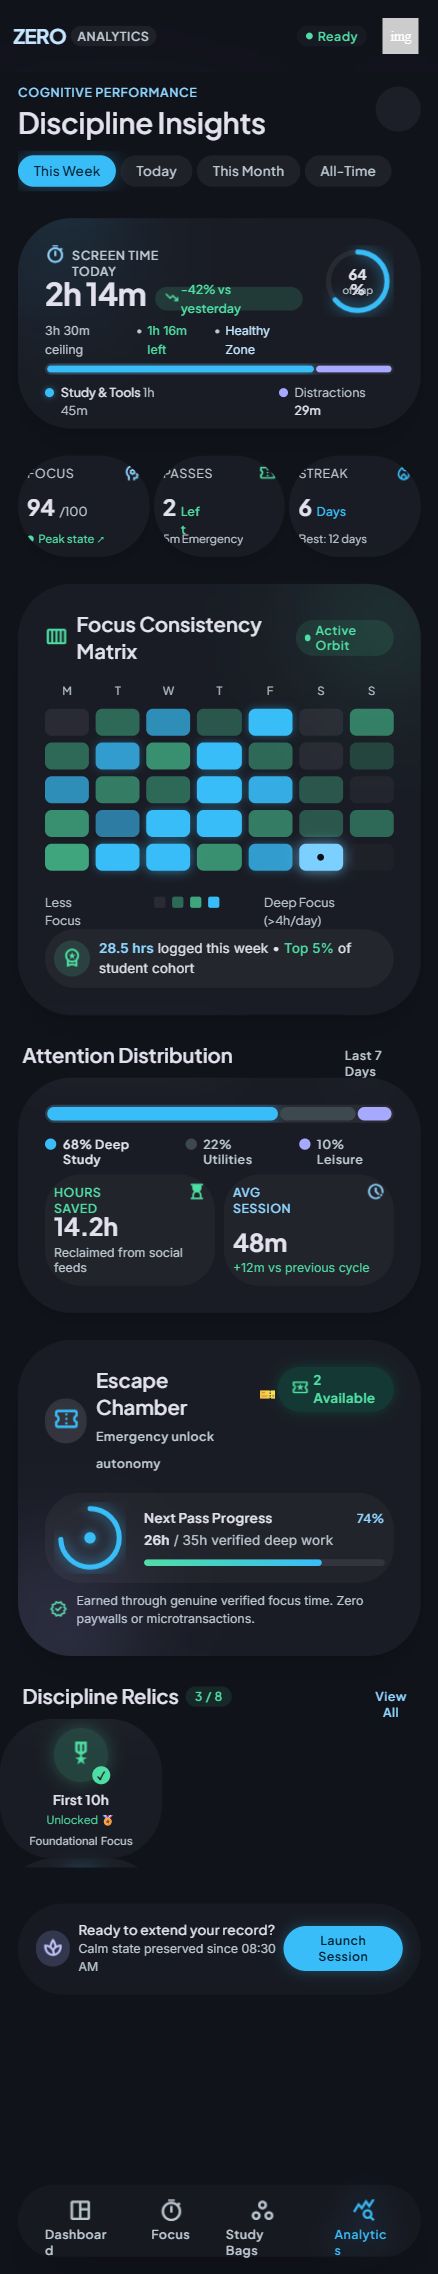 ZERO ANALYTICS
Ready
img
COGNITIVE PERFORMANCE
Discipline Insights
This Week
Today
This Month
All-Time
SCREEN TIME
TODAY
2h 14m
-42% vs
yesterday
64
%
3h 30m
ceiling
• 1h 16m
left
• Healthy
Zone
Study & Tools 1h
45m
Distractions
29m
FOCUS
94 /100
Peak state ↗
PASSES
2 Lef
t
5m Emergency
STREAK
6 Days
Best: 12 days
Focus Consistency
Matrix
Active
Orbit
M T W T F S S
Less
Focus
Deep Focus
(>4h/day)
28.5 hrs logged this week • Top 5% of
student cohort
Attention Distribution
Last 7
Days
68% Deep
Study
22%
Utilities
10%
Leisure
HOURS
SAVED
14.2h
Reclaimed from social
feeds
AVG
SESSION
48m
+12m vs previous cycle
Escape
Chamber
Emergency unlock
autonomy
🎫
2
Available
Next Pass Progress
74%
26h / 35h verified deep work
Earned through genuine verified focus time. Zero
paywalls or microtransactions.
Discipline Relics
3 / 8
View
All
First 10h
Unlocked 🏅
Foundational Focus
Ready to extend your record?
Calm state preserved since 08:30
AM
Launch
Session
Dashboar
d
Focus
Study
Bags
Analytic
s